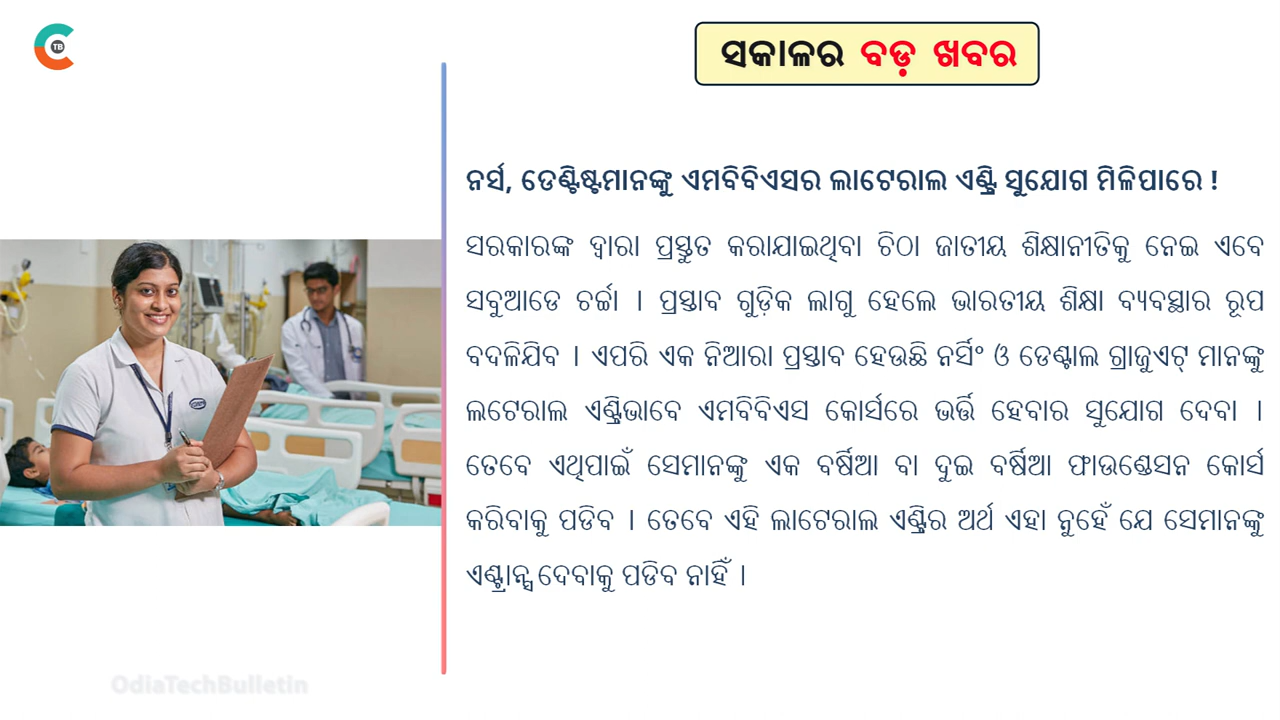 TB
ସକାଳର ବଡ଼ ଖବର
ନର୍ସ, ଡେଣ୍ଟିଷ୍ଟମାନଙ୍କୁ ଏମବିବିଏସର ଲାଟେରାଲ ଏଣ୍ଟ୍ରି ସୁଯୋଗ ମିଳିପାରେ !
ସରକାରଙ୍କ ଦ୍ୱାରା ପ୍ରସ୍ତୁତ କରାଯାଇଥିବା ଚିଠା ଜାତୀୟ ଶିକ୍ଷାନୀତିକୁ ନେଇ ଏବେ
ସବୁଆଡେ ଚର୍ଚ୍ଚା । ପ୍ରସ୍ତାବ ଗୁଡ଼ିକ ଲାଗୁ ହେଲେ ଭାରତୀୟ ଶିକ୍ଷା ବ୍ୟବସ୍ଥାର ରୂପ
ବଦଳିଯିବ । ଏପରି ଏକ ନିଆରା ପ୍ରସ୍ତାବ ହେଉଛି ନର୍ସିଂ ଓ ଡେଣ୍ଟାଲ ଗ୍ରାଜୁଏଟ୍ ମାନଙ୍କୁ
ଲଟେରାଲ ଏଣ୍ଟ୍ରିଭାବେ ଏମବିବିଏସ କୋର୍ସରେ ଭର୍ତ୍ତି ହେବାର ସୁଯୋଗ ଦେବା ।
ତେବେ ଏଥିପାଇଁ ସେମାନଙ୍କୁ ଏକ ବର୍ଷିଆ ବା ଦୁଇ ବର୍ଷିଆ ଫାଉଣ୍ଡେସନ କୋର୍ସ
କରିବାକୁ ପଡିବ । ତେବେ ଏହି ଲାଟେରାଲ ଏଣ୍ଟ୍ରିର ଅର୍ଥ ଏହା ନୁହେଁ ଯେ ସେମାନଙ୍କୁ
ଏଣ୍ଟ୍ରାନ୍ସ ଦେବାକୁ ପଡିବ ନାହିଁ ।
OdiaTechBulletin